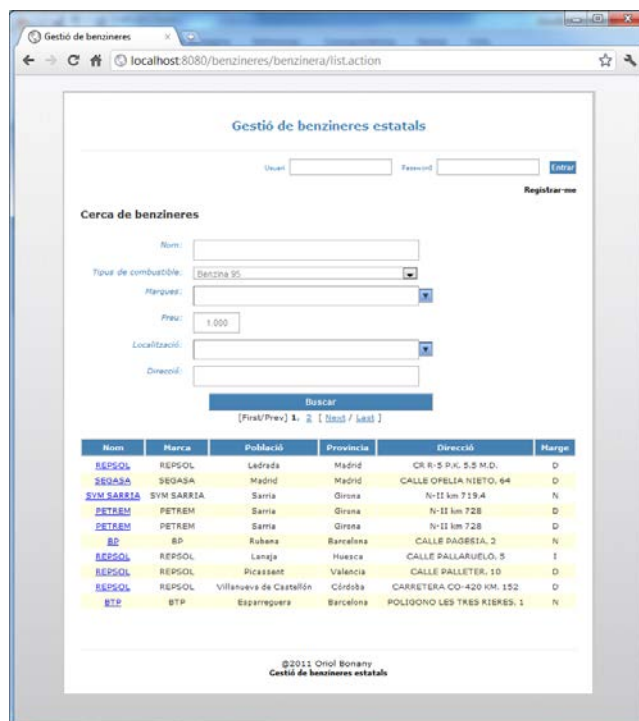 Gestió de benzineres
localhost:8080/benzineres/benzinera/list.action
Gestió de benzineres estatals
Usuari Password Entrar
Registrar-me
Cerca de benzineres
Nom:
Tipus de combustible: Benzina 95
Marques:
Preu: 1.000
Localització:
Direcció:
Buscar
[First/Prev] 1, 2 [ Next / Last ]
Nom Marca Població Provincia Direcció Marge
REPSOL REPSOL Ledrada Madrid CR R-5 P.K. 5.5 M.D. D
SEGASA SEGASA Madrid Madrid CALLE OFELIA NIETO, 64 D
SYM SARRIA SYM SARRIA Sarria Girona N-II km 719.4 N
PETREM PETREM Sarria Girona N-II km 728 D
PETREM PETREM Sarria Girona N-II km 728 D
BP BP Rubena Barcelona CALLE PAGESIA, 2 N
REPSOL REPSOL Lanaja Huesca CALLE PALLARUELO, 5 I
REPSOL REPSOL Picassent Valencia CALLE PALLETER, 10 D
REPSOL REPSOL Villanueva de Castellón Córdoba CARRETERA CO-420 KM. 152 D
BTP BTP Esparreguera Barcelona POLIGONO LES TRES RIERES, 1 N
@2011 Oriol Bonany
Gestió de benzineres estatals